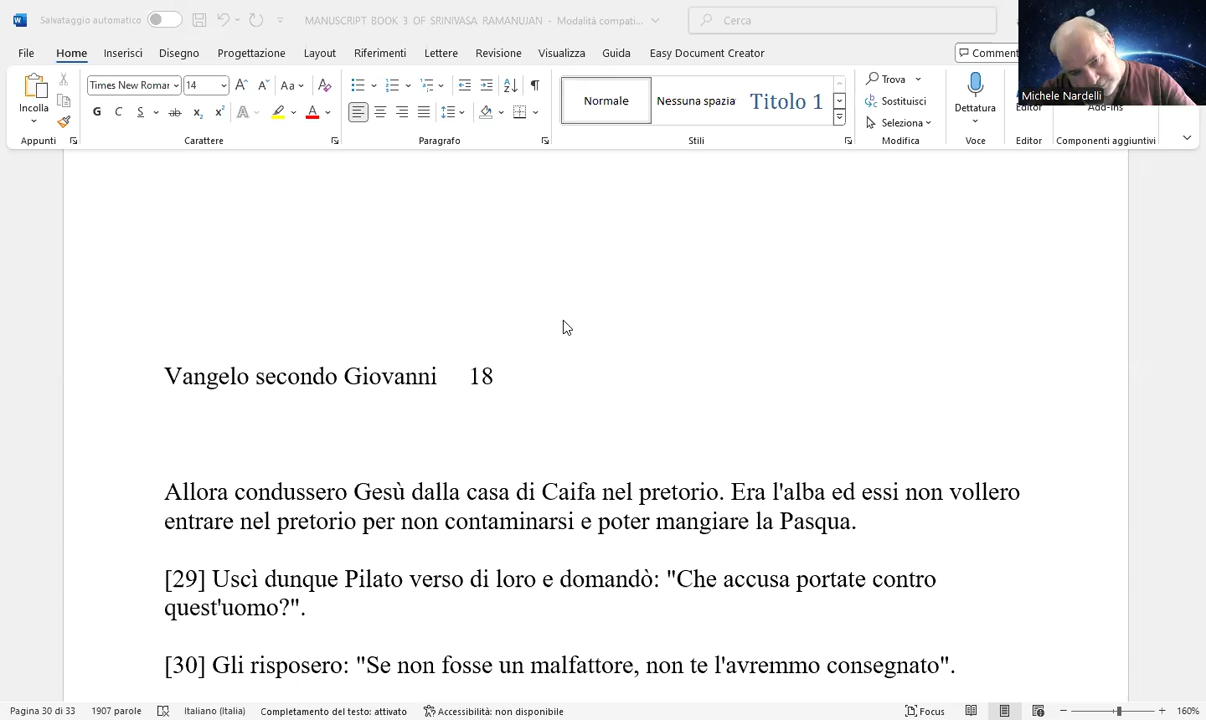 Salvataggio automatico
MANUSCRIPT BOOK 3 OF SRINIVASA RAMANUJAN - Modalità compati...
Cerca
File Home Inserisci Disegno Progettazione Layout Riferimenti Lettere Revisione Visualizza Guida Easy Document Creator Comment
Incolla
Times New Roman 14
Aa
G C S ab x₂ x² A A
Normale
Nessuna spazia
Titolo 1
Trova
Sostituisci
Seleziona
Dettatura
Editor
Add-ins
Michele Nardelli
Appunti Carattere Paragrafo Stili Modifica Voce Editor Componenti aggiuntivi
Vangelo secondo Giovanni 18
Allora condussero Gesù dalla casa di Caifa nel pretorio. Era l'alba ed essi non vollero
entrare nel pretorio per non contaminarsi e poter mangiare la Pasqua.
[29] Uscì dunque Pilato verso di loro e domandò: "Che accusa portate contro
quest'uomo?".
[30] Gli risposero: "Se non fosse un malfattore, non te l'avremmo consegnato".
Pagina 30 di 33 1907 parole Italiano (Italia) Completamento del testo: attivato Accessibilità: non disponibile Focus 160%